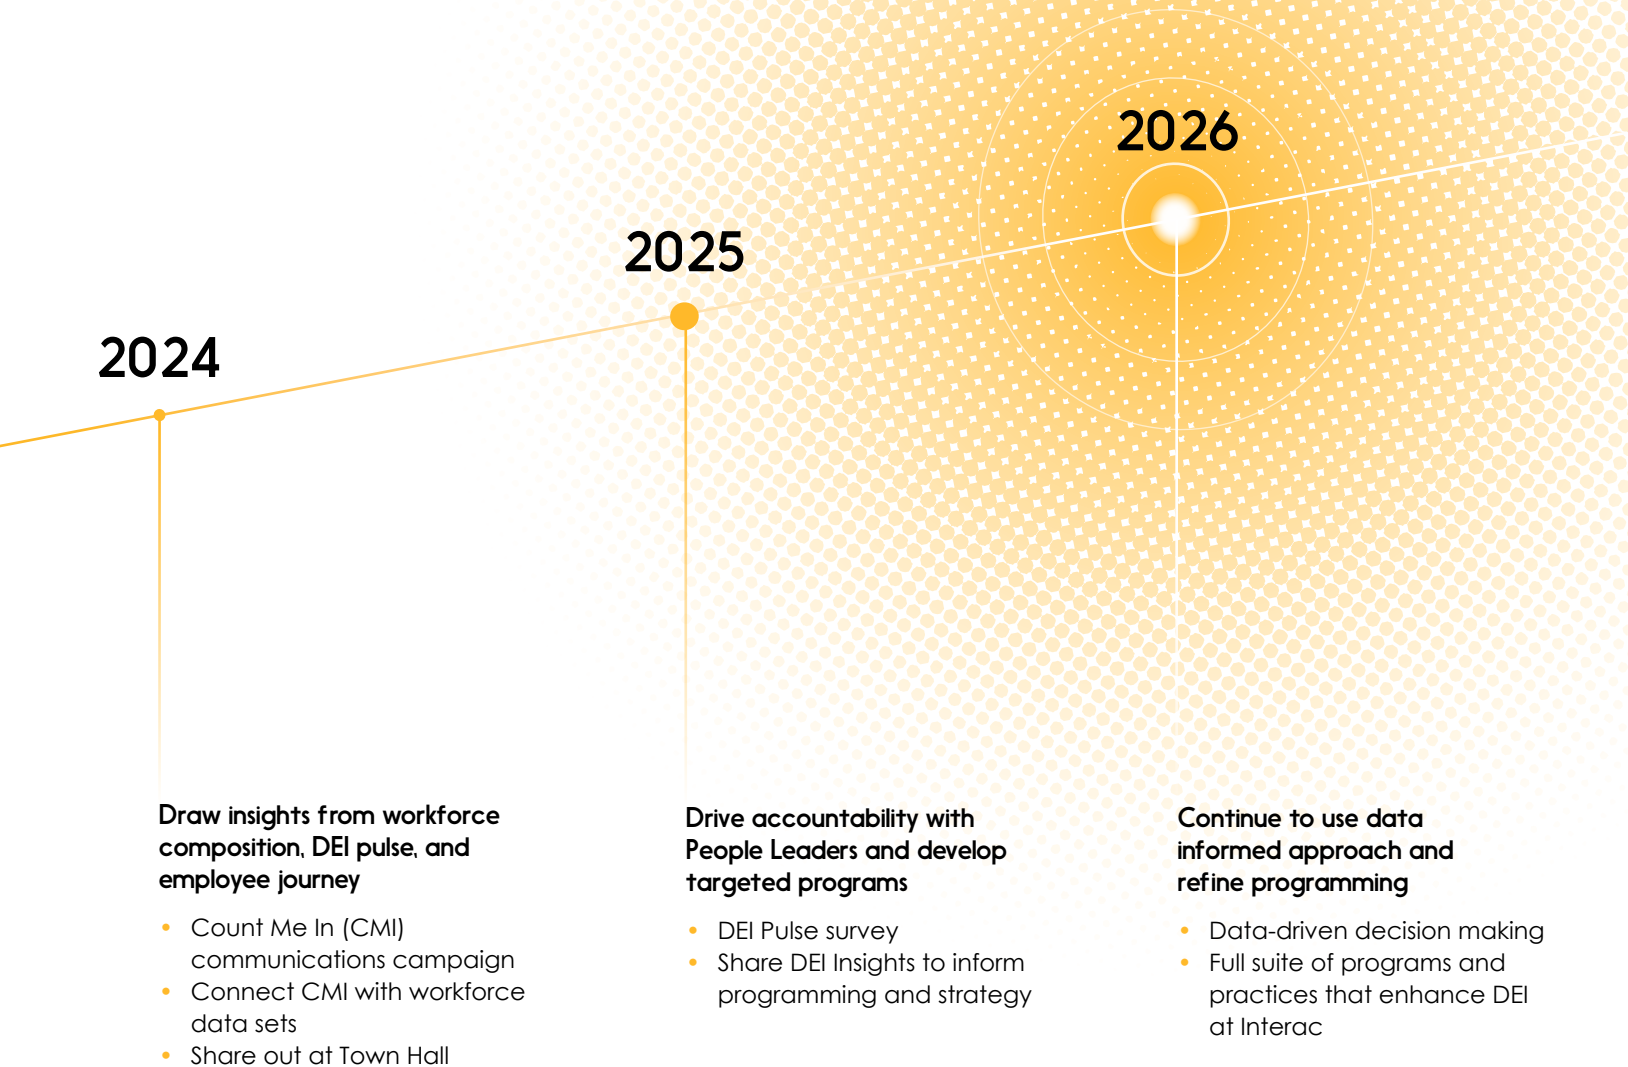 2024
2025
2026
Draw insights from workforce
composition, DEI pulse, and
employee journey
• Count Me In (CMI)
communications campaign
• Connect CMI with workforce
data sets
• Share out at Town Hall
Drive accountability with
People Leaders and develop
targeted programs
• DEI Pulse survey
• Share DEI Insights to inform
programming and strategy
Continue to use data
informed approach and
refine programming
• Data-driven decision making
• Full suite of programs and
practices that enhance DEI
at Interac